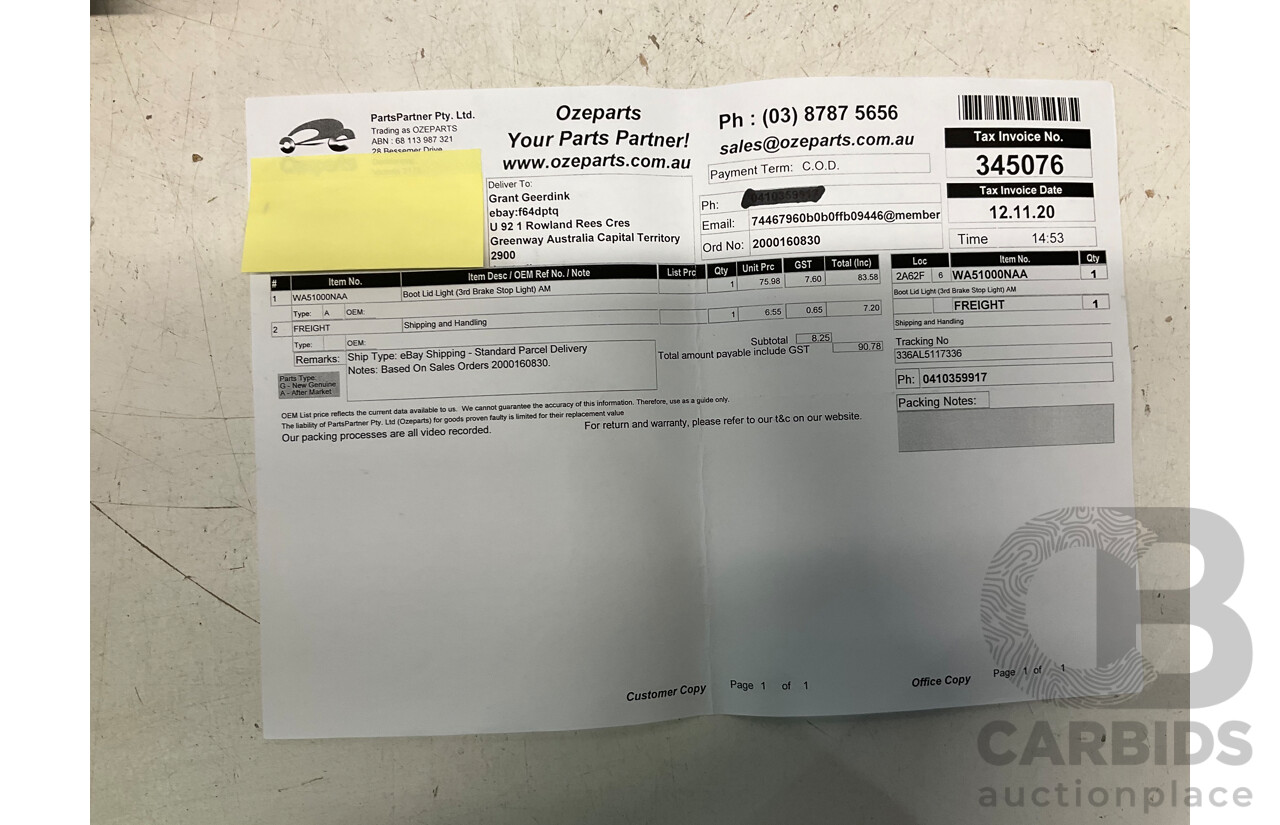 PartsPartner Pty. Ltd.
Trading as OZEPARTS
ABN : 68 113 987 321
28 Bessemer Drive
Ozeparts
Your Parts Partner!
www.ozeparts.com.au
Ph : (03) 8787 5656
sales@ozeparts.com.au
Payment Term: C.O.D.
Tax Invoice No.
345076
Tax Invoice Date
12.11.20
Time 14:53
Deliver To:
Grant Geerdink
ebay:f64dptq
U 92 1 Rowland Rees Cres
Greenway Australia Capital Territory
2900
Ph:
Email: 74467960b0b0ffb09446@member
Ord No: 2000160830
# Item No. Item Desc / OEM Ref No. / Note List Prc Qty Unit Prc GST Total (Inc)
1 WA51000NAA Boot Lid Light (3rd Brake Stop Light) AM 1 75.98 7.60 83.58
Type: A OEM:
2 FREIGHT Shipping and Handling 1 6.55 0.65 7.20
Type: OEM:
Remarks: Ship Type: eBay Shipping - Standard Parcel Delivery
Notes: Based On Sales Orders 2000160830.
Subtotal 8.25
Total amount payable include GST 90.78
Parts Type:
G - New Genuine
A - After Market
OEM List price reflects the current data available to us. We cannot guarantee the accuracy of this information. Therefore, use as a guide only.
The liability of PartsPartner Pty. Ltd (Ozeparts) for goods proven faulty is limited for their replacement value
Our packing processes are all video recorded.
For return and warranty, please refer to our t&c on our website.
Loc Item No. Qty
2A62F 6 WA51000NAA 1
Boot Lid Light (3rd Brake Stop Light) AM
FREIGHT 1
Shipping and Handling
Tracking No
336AL5117336
Ph: 0410359917
Packing Notes:
Customer Copy Page 1 of 1
Office Copy Page 1 of 1
CARBIDS
auctionplace